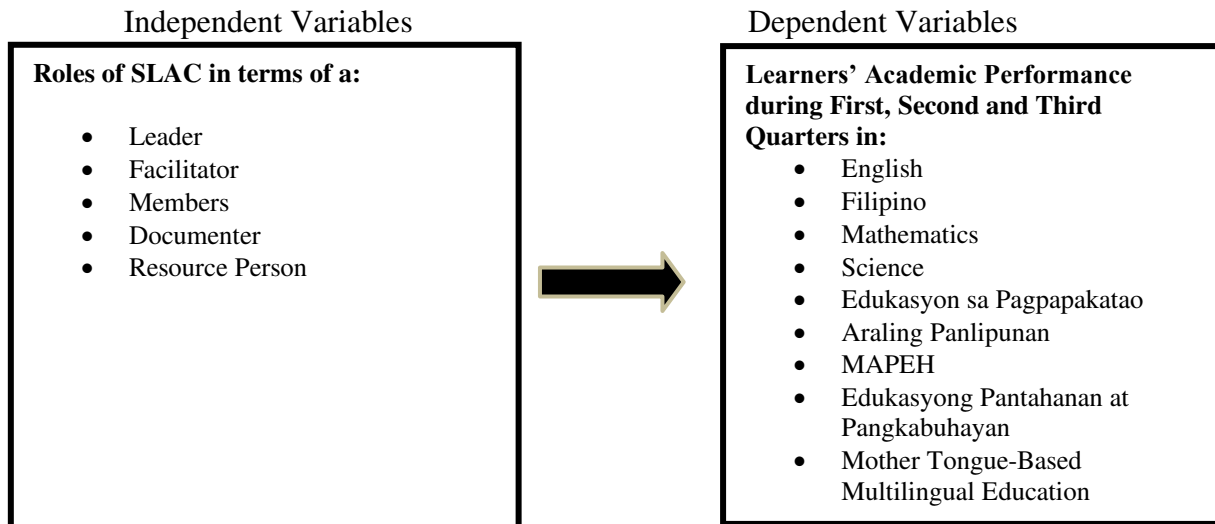 Independent Variables
Roles of SLAC in terms of a:
• Leader
• Facilitator
• Members
• Documenter
• Resource Person
Dependent Variables
Learners’ Academic Performance
during First, Second and Third
Quarters in:
• English
• Filipino
• Mathematics
• Science
• Edukasyon sa Pagpapakatao
• Araling Panlipunan
• MAPEH
• Edukasyong Pantahanan at
Pangkabuhayan
• Mother Tongue-Based
Multilingual Education